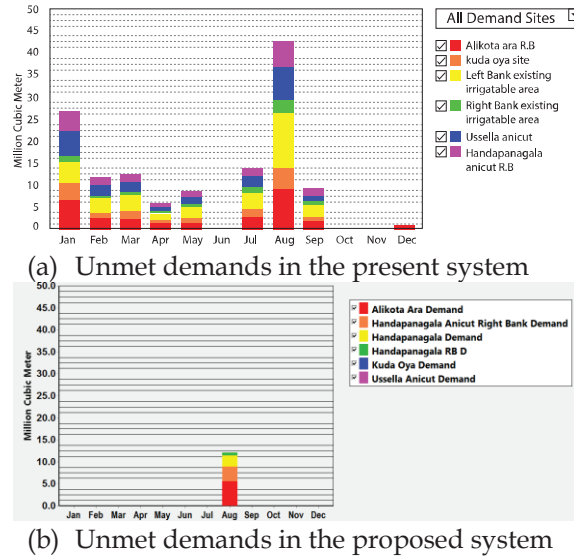 All Demand Sites
50
45
40
35
30
25
20
15
10
5
0
Million Cubic Meter
Jan Feb Mar Apr May Jun Jul Aug Sep Oct Nov Dec
Alikota ara R.B
kuda oya site
Left Bank existing
irrigatable area
Right Bank existing
irrigatable area
Ussella anicut
Handapanagala
anicut R.B
(a) Unmet demands in the present system
50.0
45.0
40.0
35.0
30.0
25.0
20.0
15.0
10.0
5.0
0.0
Million Cubic Meter
Jan Feb Mar Apr May Jun Jul Aug Sep Oct Nov Dec
Alikota Ara Demand
Handapanagala Anicut Right Bank Demand
Handapanagala Demand
Handapanagala RB D
Kuda Oya Demand
Ussella Anicut Demand
(b) Unmet demands in the proposed system